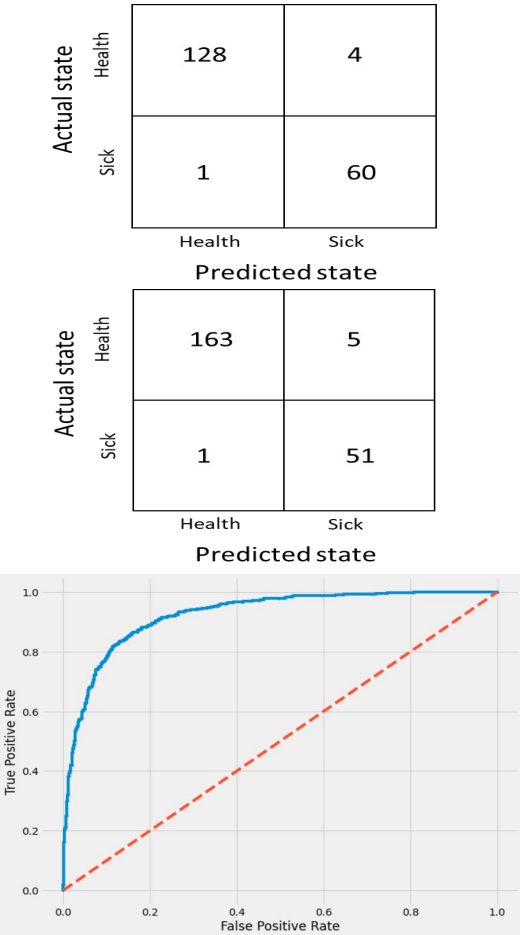 Actual state
Health
128
4
Sick
1
60
Health
Sick
Predicted state
Actual state
Health
163
5
Sick
1
51
Health
Sick
Predicted state
True Positive Rate
1.0
0.8
0.6
0.4
0.2
0.0
0.0 0.2 0.4 0.6 0.8 1.0
False Positive Rate